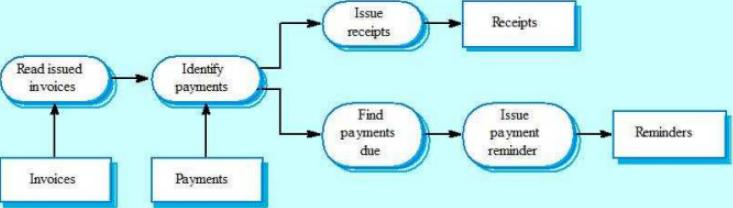 Issue
receipts
Receipts
Read issued
invoices
Identify
payments
Find
payments
due
Issue
payment
reminder
Reminders
Invoices
Payments